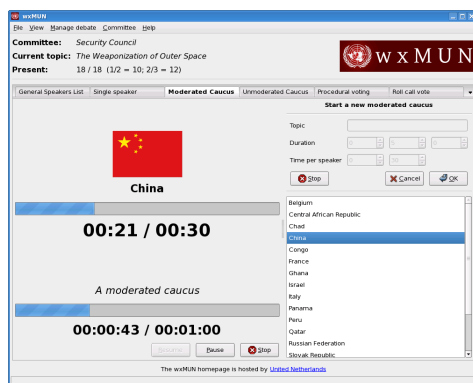 wxMUN
File View Manage debate Committee Help
Committee: Security Council
Current topic: The Weaponization of Outer Space
Present: 18 / 18 (1/2 = 10; 2/3 = 12)
wxMUN
General Speakers List Single speaker Moderated Caucus Unmoderated Caucus Procedural voting Roll call vote
Start a new moderated caucus
Topic
Duration 0 5 0
Time per speaker 0 30
Stop Cancel OK
China
00:21 / 00:30
A moderated caucus
00:00:43 / 00:01:00
Resume Pause Stop
Belgium
Central African Republic
Chad
China
Congo
France
Ghana
Israel
Italy
Panama
Peru
Qatar
Russian Federation
Slovak Republic
The wxMUN homepage is hosted by United Netherlands